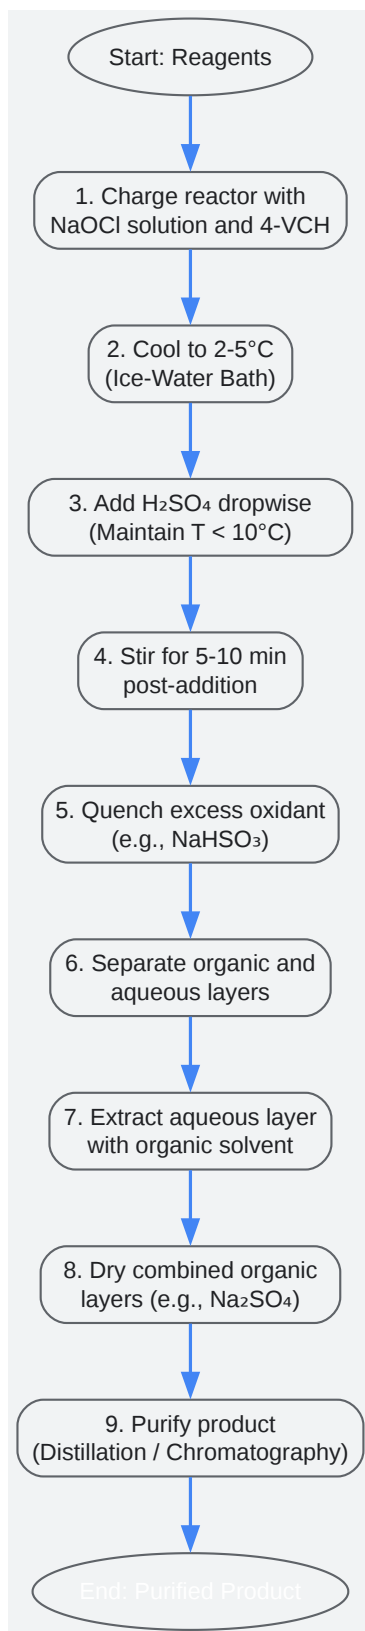 Start: Reagents
1. Charge reactor with
NaOCl solution and 4-VCH
2. Cool to 2-5°C
(Ice-Water Bath)
3. Add H₂SO₄ dropwise
(Maintain T < 10°C)
4. Stir for 5-10 min
post-addition
5. Quench excess oxidant
(e.g., NaHSO₃)
6. Separate organic and
aqueous layers
7. Extract aqueous layer
with organic solvent
8. Dry combined organic
layers (e.g., Na₂SO₄)
9. Purify product
(Distillation / Chromatography)
End: Purified Product